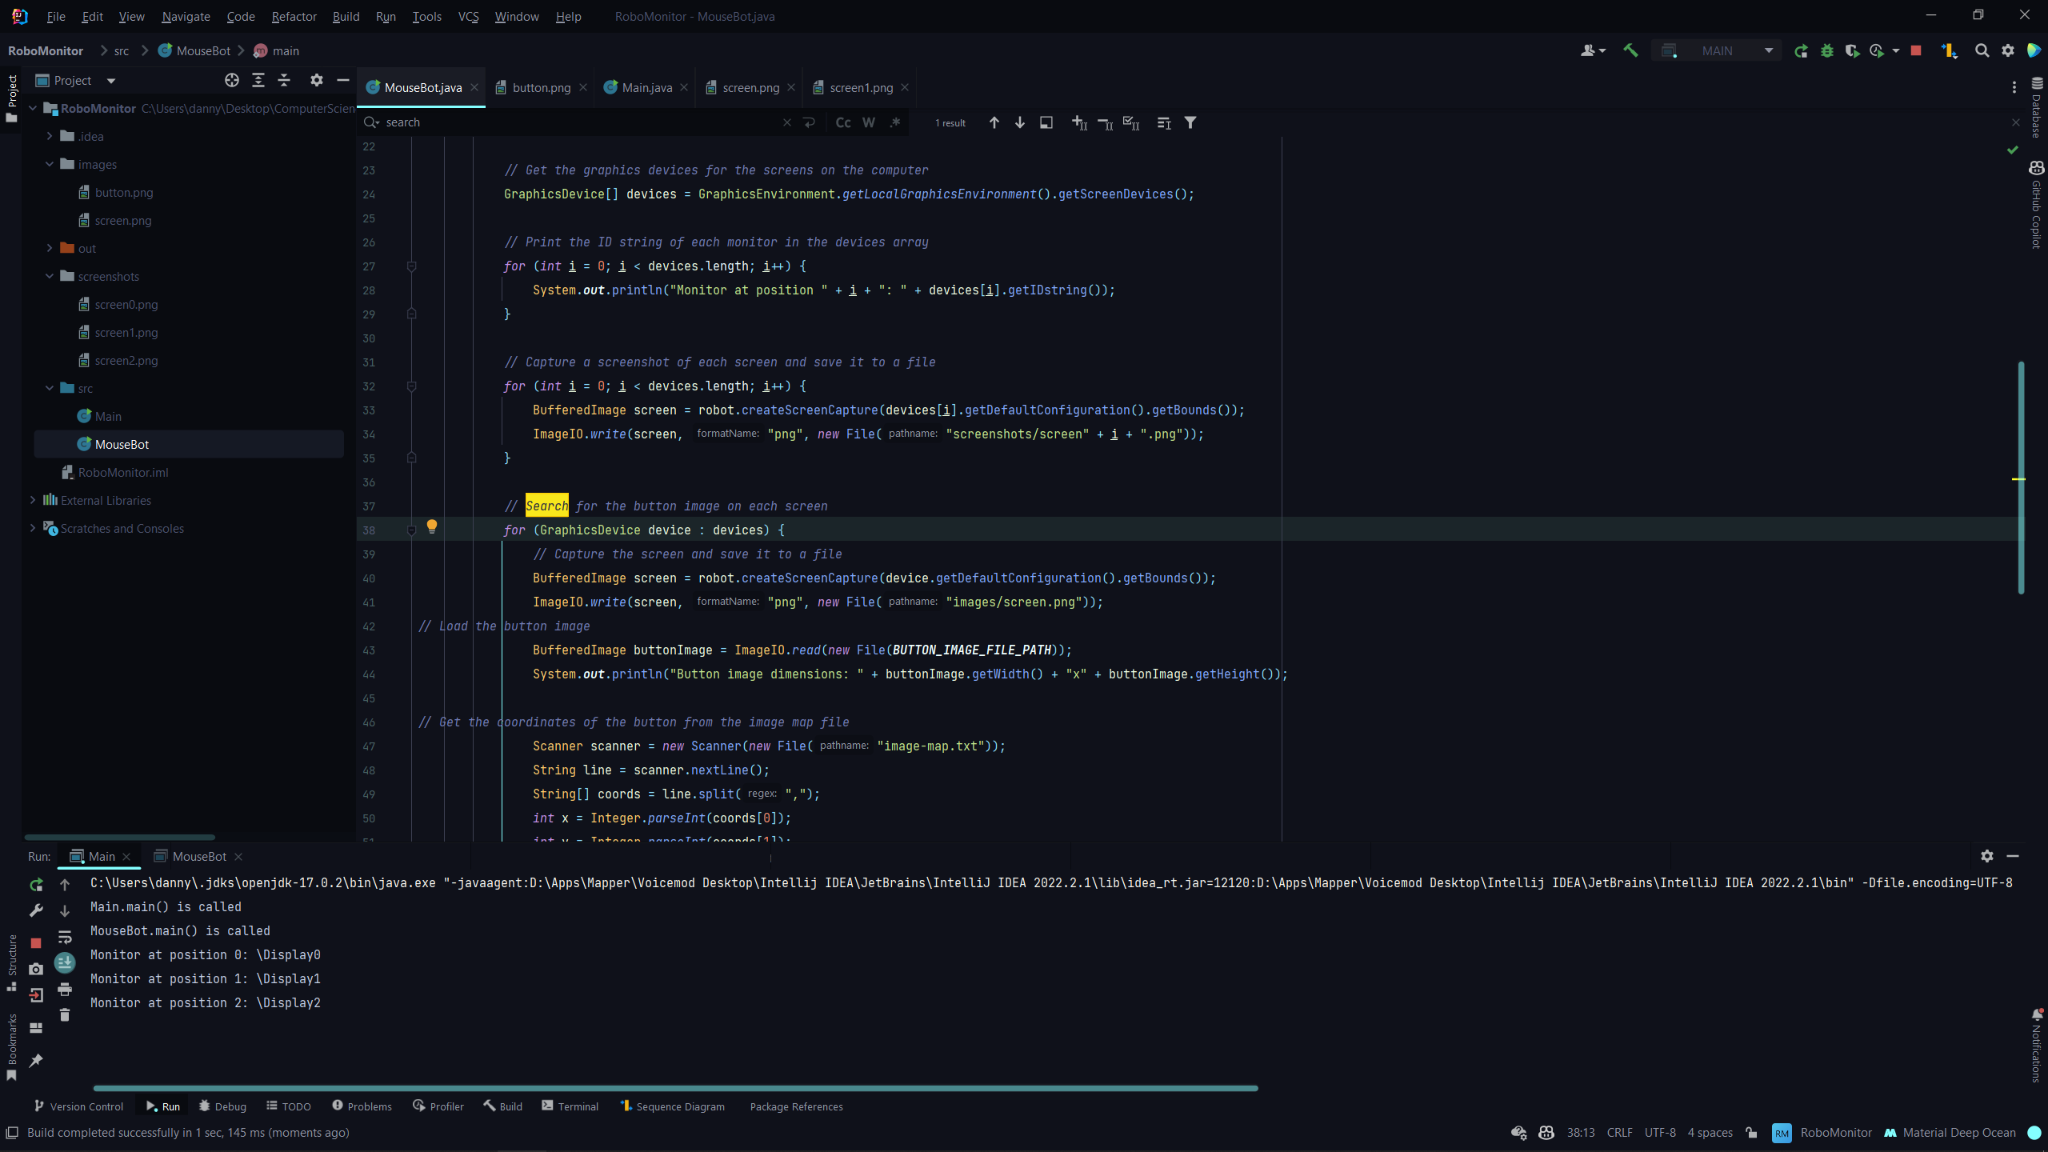 File Edit View Navigate Code Refactor Build Run Tools VCS Window Help RoboMonitor - MouseBot.java
RoboMonitor src MouseBot main MAIN
Project
Project
RoboMonitor C:\Users\danny\Desktop\ComputerScien
.idea
images
button.png
screen.png
out
screenshots
screen0.png
screen1.png
screen2.png
src
Main
MouseBot
RoboMonitor.iml
External Libraries
Scratches and Consoles
MouseBot.java button.png Main.java screen.png screen1.png
search Cc W .* 1 result
22
23 // Get the graphics devices for the screens on the computer
24 GraphicsDevice[] devices = GraphicsEnvironment.getLocalGraphicsEnvironment().getScreenDevices();
25
26 // Print the ID string of each monitor in the devices array
27 for (int i = 0; i < devices.length; i++) {
28 System.out.println("Monitor at position " + i + ": " + devices[i].getIDstring());
29 }
30
31 // Capture a screenshot of each screen and save it to a file
32 for (int i = 0; i < devices.length; i++) {
33 BufferedImage screen = robot.createScreenCapture(devices[i].getDefaultConfiguration().getBounds());
34 ImageIO.write(screen, formatName: "png", new File( pathname: "screenshots/screen" + i + ".png"));
35 }
36
37 // Search for the button image on each screen
38 for (GraphicsDevice device : devices) {
39 // Capture the screen and save it to a file
40 BufferedImage screen = robot.createScreenCapture(device.getDefaultConfiguration().getBounds());
41 ImageIO.write(screen, formatName: "png", new File( pathname: "images/screen.png"));
42 // Load the button image
43 BufferedImage buttonImage = ImageIO.read(new File(BUTTON_IMAGE_FILE_PATH));
44 System.out.println("Button image dimensions: " + buttonImage.getWidth() + "x" + buttonImage.getHeight());
45
46 // Get the coordinates of the button from the image map file
47 Scanner scanner = new Scanner(new File( pathname: "image-map.txt"));
48 String line = scanner.nextLine();
49 String[] coords = line.split( regex: ",");
50 int x = Integer.parseInt(coords[0]);
51 int y = Integer.parseInt(coords[1]);
Database
GitHub Copilot
Notifications
Structure
Bookmarks
Run: Main MouseBot
C:\Users\danny\.jdks\openjdk-17.0.2\bin\java.exe "-javaagent:D:\Apps\Mapper\Voicemod Desktop\Intellij IDEA\JetBrains\IntelliJ IDEA 2022.2.1\lib\idea_rt.jar=12120:D:\Apps\Mapper\Voicemod Desktop\Intellij IDEA\JetBrains\IntelliJ IDEA 2022.2.1\bin" -Dfile.encoding=UTF-8
Main.main() is called
MouseBot.main() is called
Monitor at position 0: \Display0
Monitor at position 1: \Display1
Monitor at position 2: \Display2
Version Control Run Debug TODO Problems Profiler Build Terminal Sequence Diagram Package References
Build completed successfully in 1 sec, 145 ms (moments ago) 38:13 CRLF UTF-8 4 spaces RM RoboMonitor Material Deep Ocean